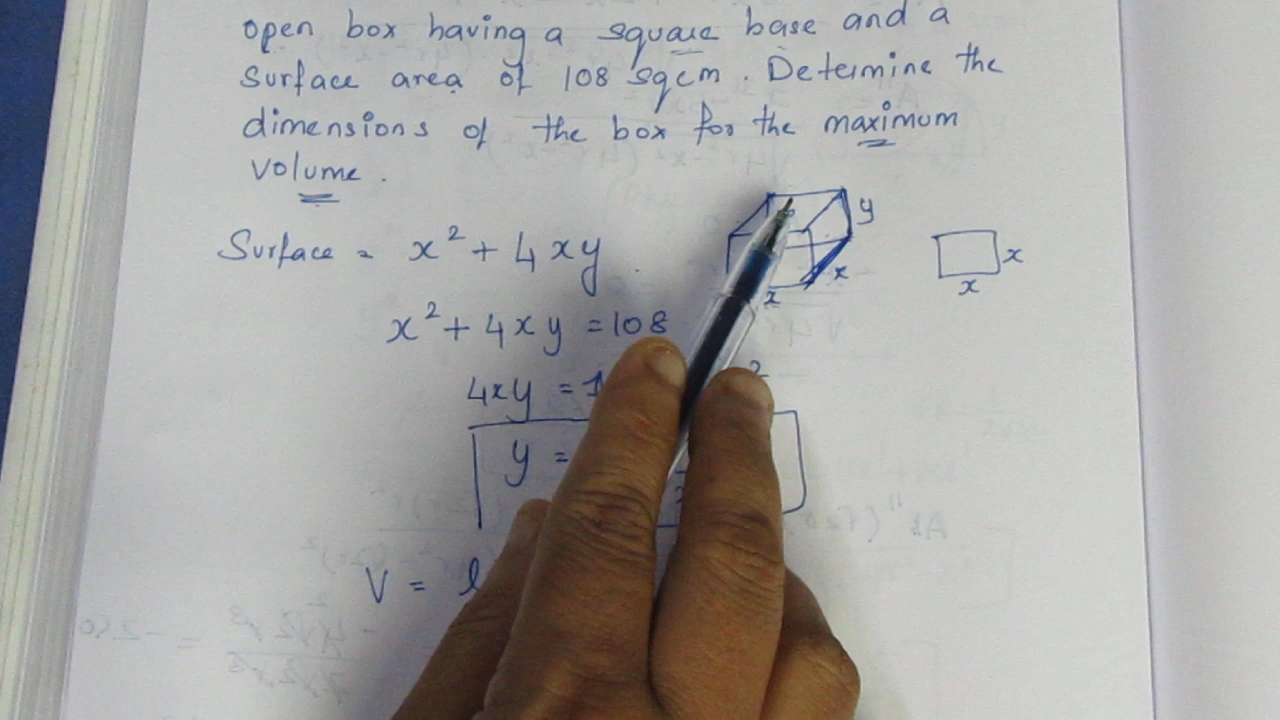 open box having a square base and a
surface area of 108 sqcm. Determine the
dimensions of the box for the maximum
volume.
Surface = x² + 4xy
x² + 4xy = 108
4xy =
y =
V = l
y
x
x
x
x